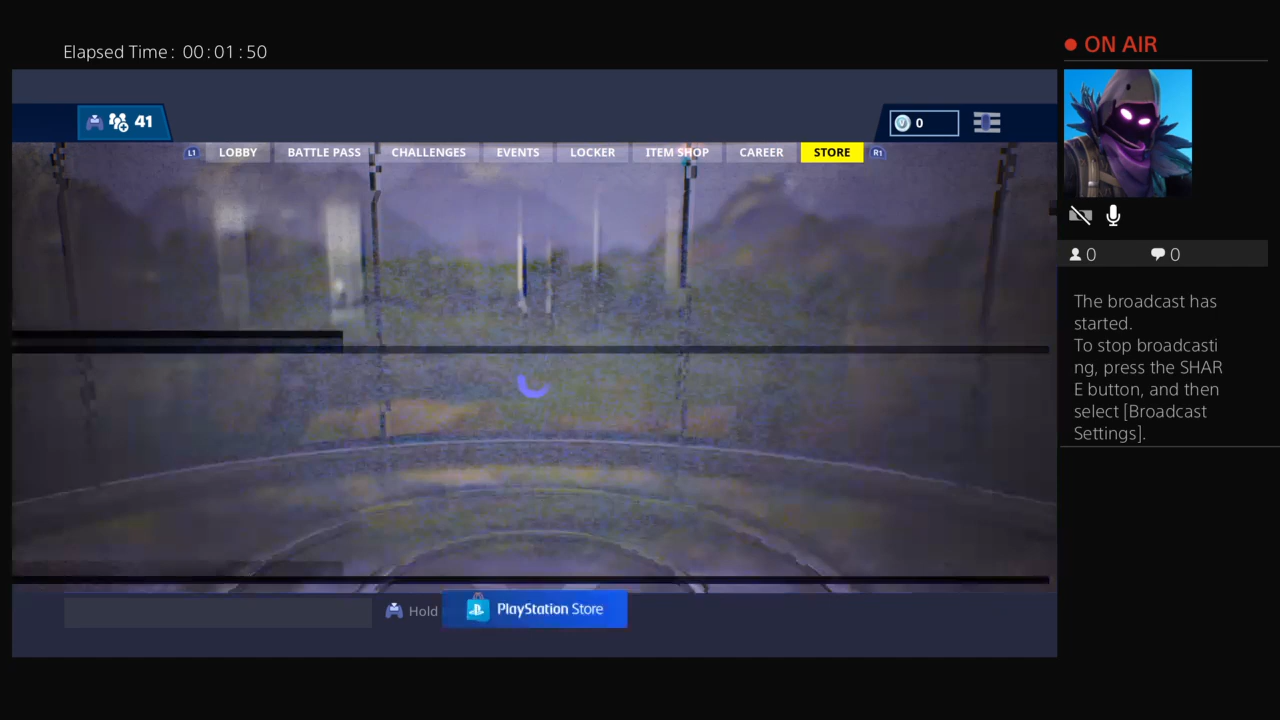 Elapsed Time: 00:01:50
ON AIR
41
0
L1 LOBBY BATTLE PASS CHALLENGES EVENTS LOCKER ITEM SHOP CAREER STORE R1
0 0
The broadcast has
started.
To stop broadcasti
ng, press the SHAR
E button, and then
select [Broadcast
Settings].
Hold
PlayStation Store